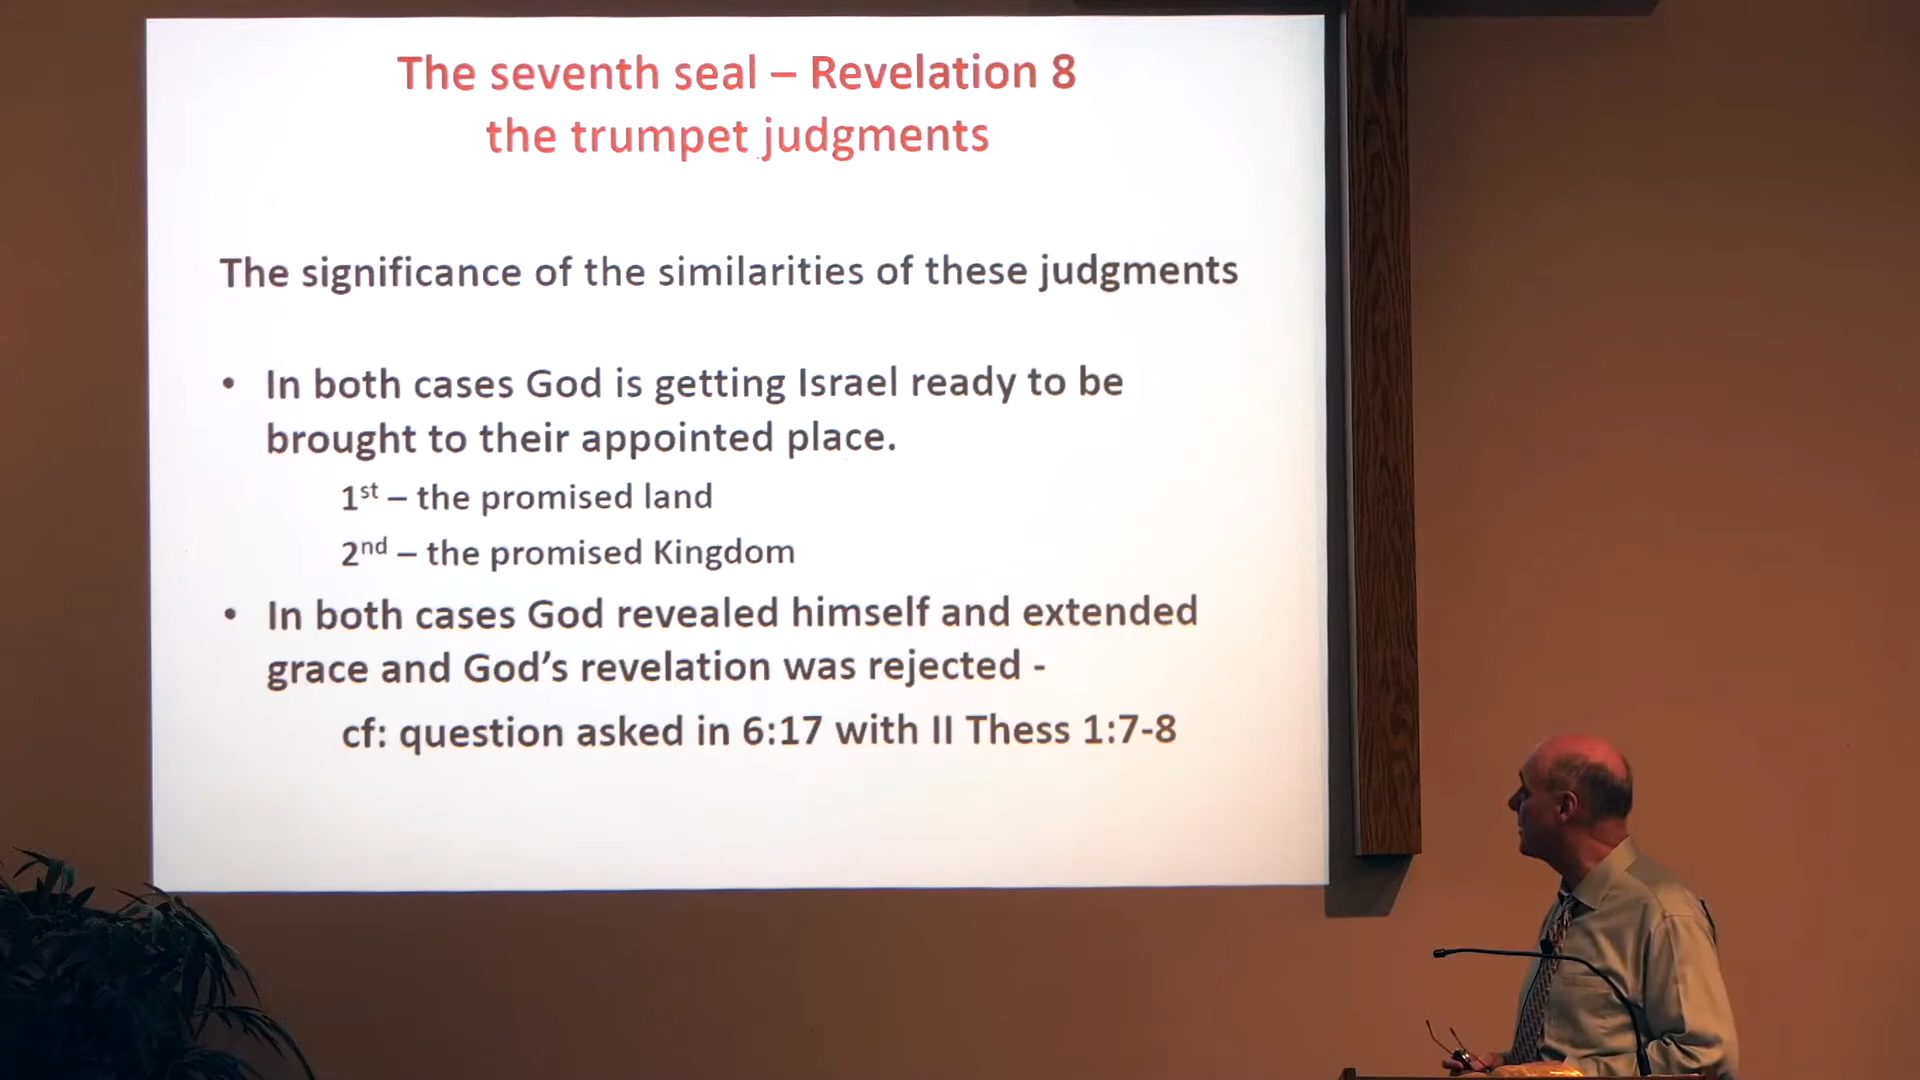 The seventh seal – Revelation 8
the trumpet judgments
The significance of the similarities of these judgments
• In both cases God is getting Israel ready to be
brought to their appointed place.
1st – the promised land
2nd – the promised Kingdom
• In both cases God revealed himself and extended
grace and God’s revelation was rejected -
cf: question asked in 6:17 with II Thess 1:7-8